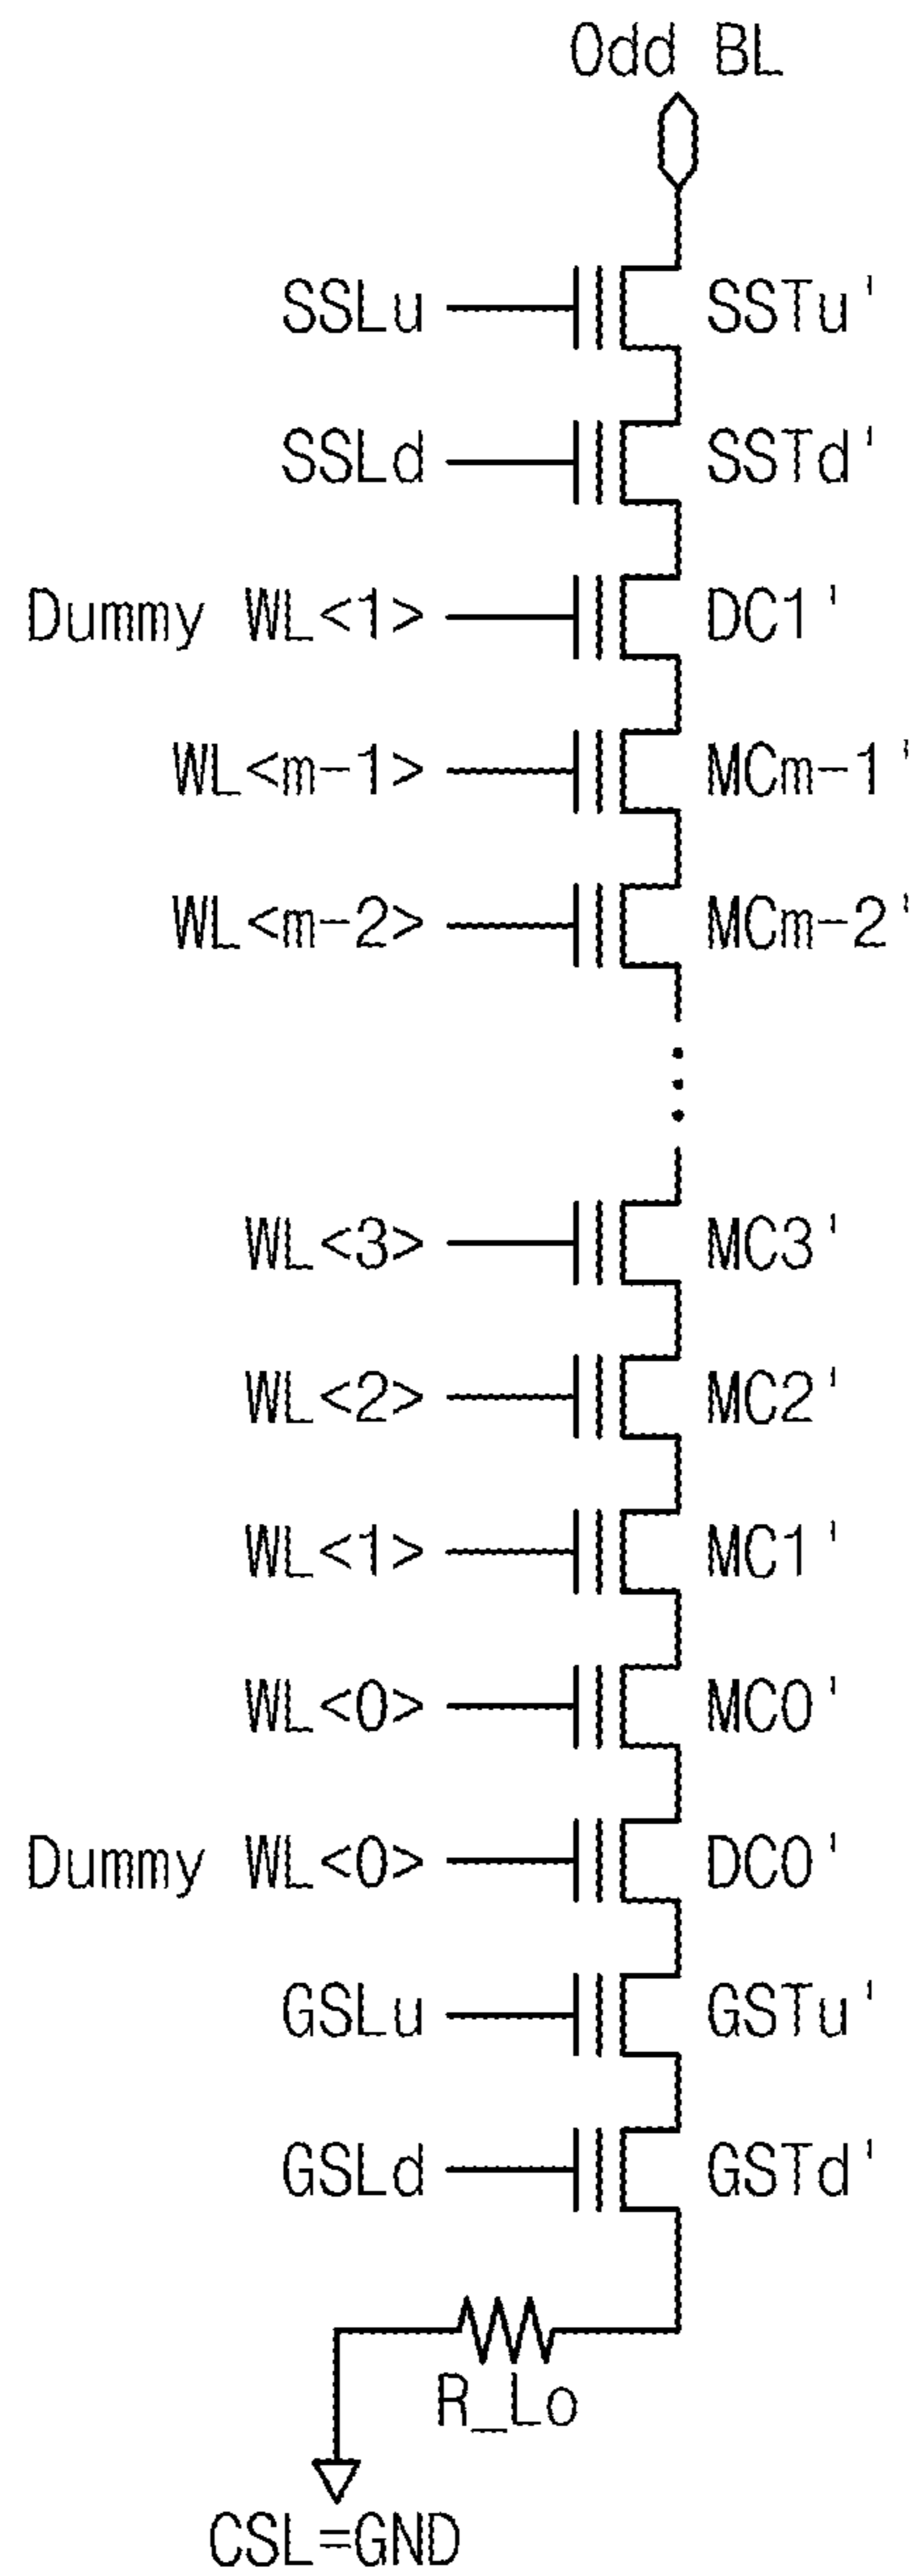 Odd BL
SSLu SSTu'
SSLd SSTd'
Dummy WL<1> DC1'
WL<m-1> MCm-1'
WL<m-2> MCm-2'
WL<3> MC3'
WL<2> MC2'
WL<1> MC1'
WL<0> MC0'
Dummy WL<0> DC0'
GSLu GSTu'
GSLd GSTd'
R_Lo
CSL=GND